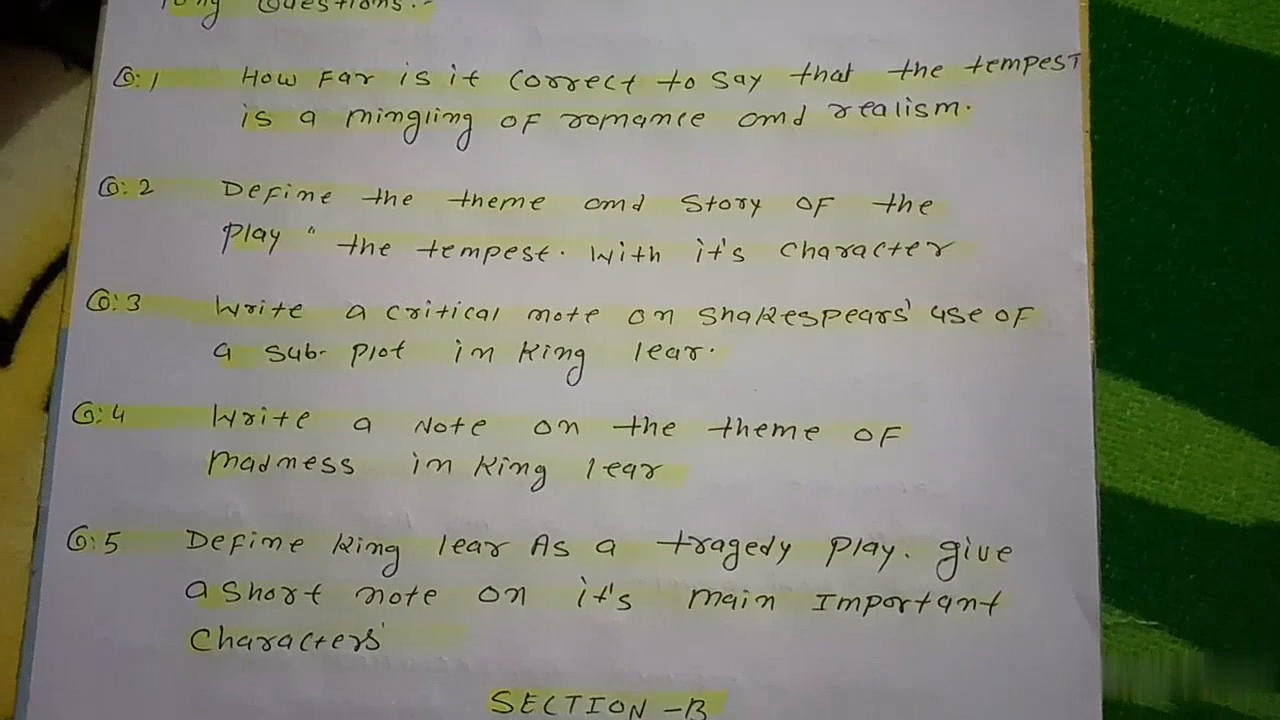 long Questions:-
Q:1 How Far is it correct to say that the tempest
is a mingling of romance and realism.
Q:2 Define the theme and story of the
Play " the tempest. With it's character
Q:3 Write a critical note on shakespears' use of
a sub- plot in King lear.
Q:4 Write a Note on the theme of
madness in King lear
Q:5 Define King lear As a tragedy play. give
a short note on it's main Important
Characters'
SECTION -B